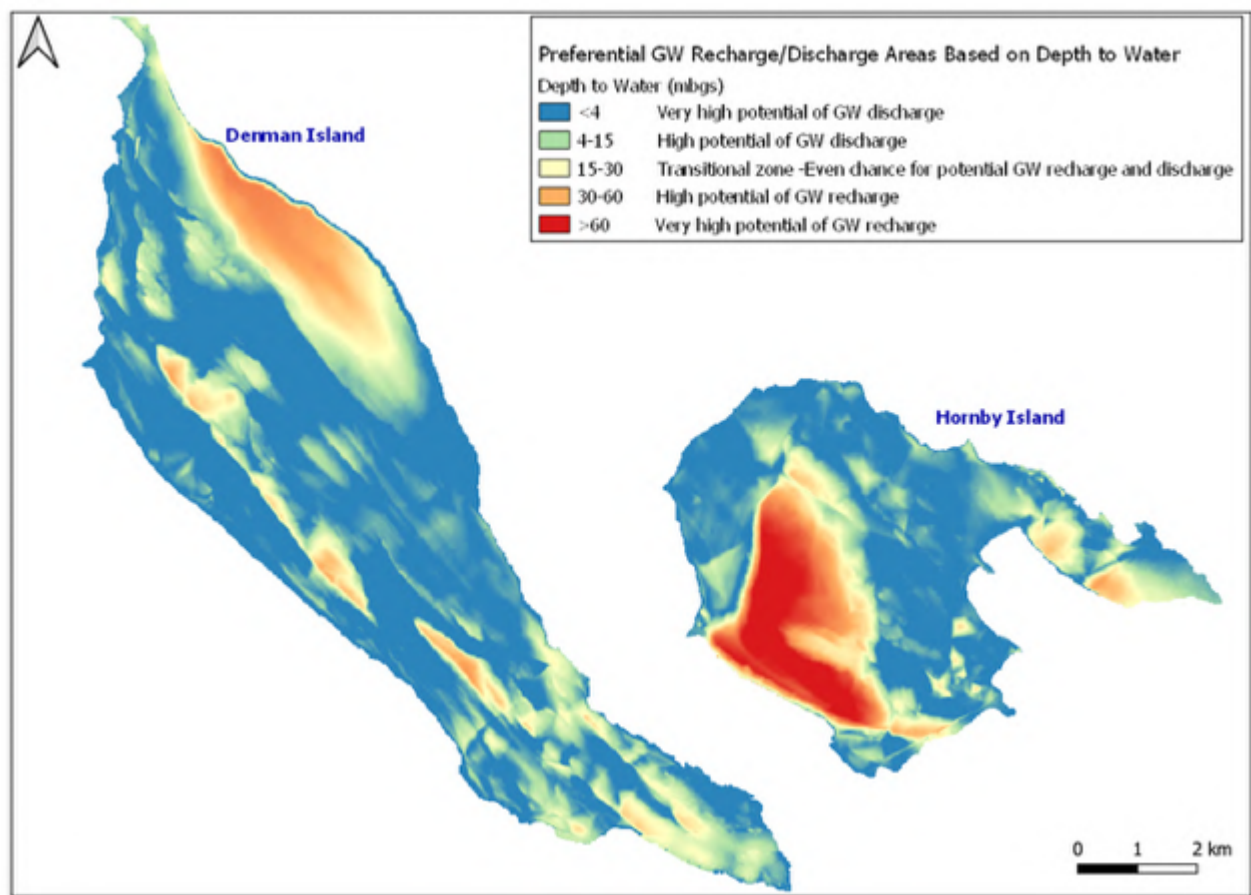 Preferential GW Recharge/Discharge Areas Based on Depth to Water
Depth to Water (mbgs)
<4 Very high potential of GW discharge
4-15 High potential of GW discharge
15-30 Transitional zone -Even chance for potential GW recharge and discharge
30-60 High potential of GW recharge
>60 Very high potential of GW recharge
Denman Island
Hornby Island
0 1 2 km